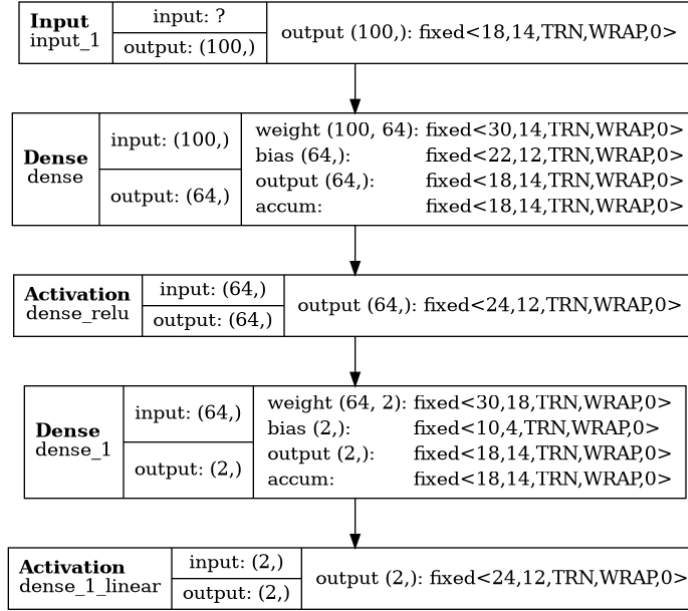 Input
input_1
input: ?
output: (100,)
output (100,): fixed<18,14,TRN,WRAP,0>
Dense
dense
input: (100,)
output: (64,)
weight (100, 64): fixed<30,14,TRN,WRAP,0>
bias (64,): fixed<22,12,TRN,WRAP,0>
output (64,): fixed<18,14,TRN,WRAP,0>
accum: fixed<18,14,TRN,WRAP,0>
Activation
dense_relu
input: (64,)
output: (64,)
output (64,): fixed<24,12,TRN,WRAP,0>
Dense
dense_1
input: (64,)
output: (2,)
weight (64, 2): fixed<30,18,TRN,WRAP,0>
bias (2,): fixed<10,4,TRN,WRAP,0>
output (2,): fixed<18,14,TRN,WRAP,0>
accum: fixed<18,14,TRN,WRAP,0>
Activation
dense_1_linear
input: (2,)
output: (2,)
output (2,): fixed<24,12,TRN,WRAP,0>